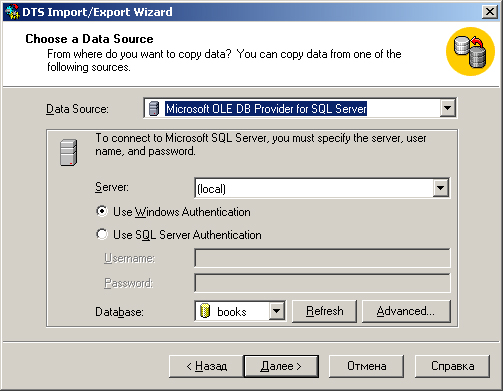 DTS Import/Export Wizard
Choose a Data Source
From where do you want to copy data? You can copy data from one of the
following sources.
Data Source: Microsoft OLE DB Provider for SQL Server
To connect to Microsoft SQL Server, you must specify the server, user
name, and password.
Server: (local)
Use Windows Authentication
Use SQL Server Authentication
Username:
Password:
Database: books Refresh Advanced...
< Назад Далее > Отмена Справка